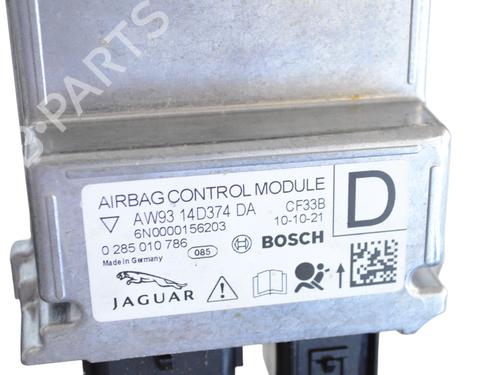 AIRBAG CONTROL MODULE
AW93 14D374 DA
CF33B
6N0000156203
10-10-21
D
0 285 010 786
085
BOSCH
Made in Germany
JAGUAR
B-PARTS